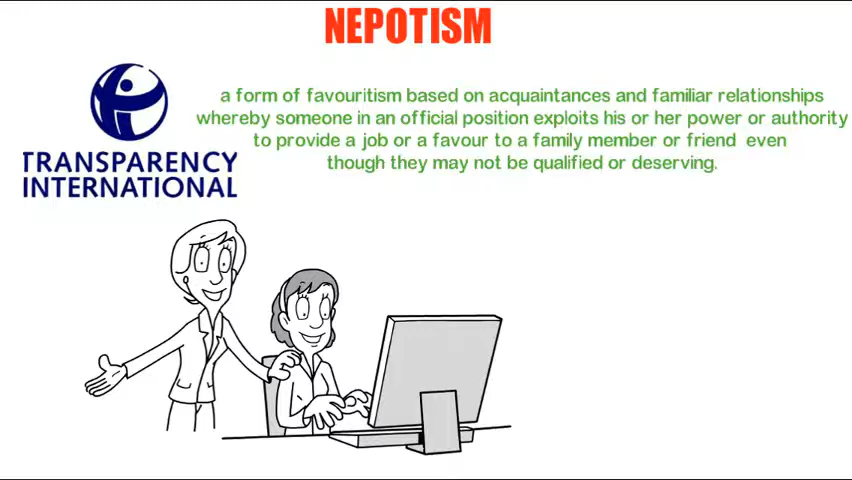 NEPOTISM
TRANSPARENCY
INTERNATIONAL
a form of favouritism based on acquaintances and familiar relationships
whereby someone in an official position exploits his or her power or authority
to provide a job or a favour to a family member or friend even
though they may not be qualified or deserving.